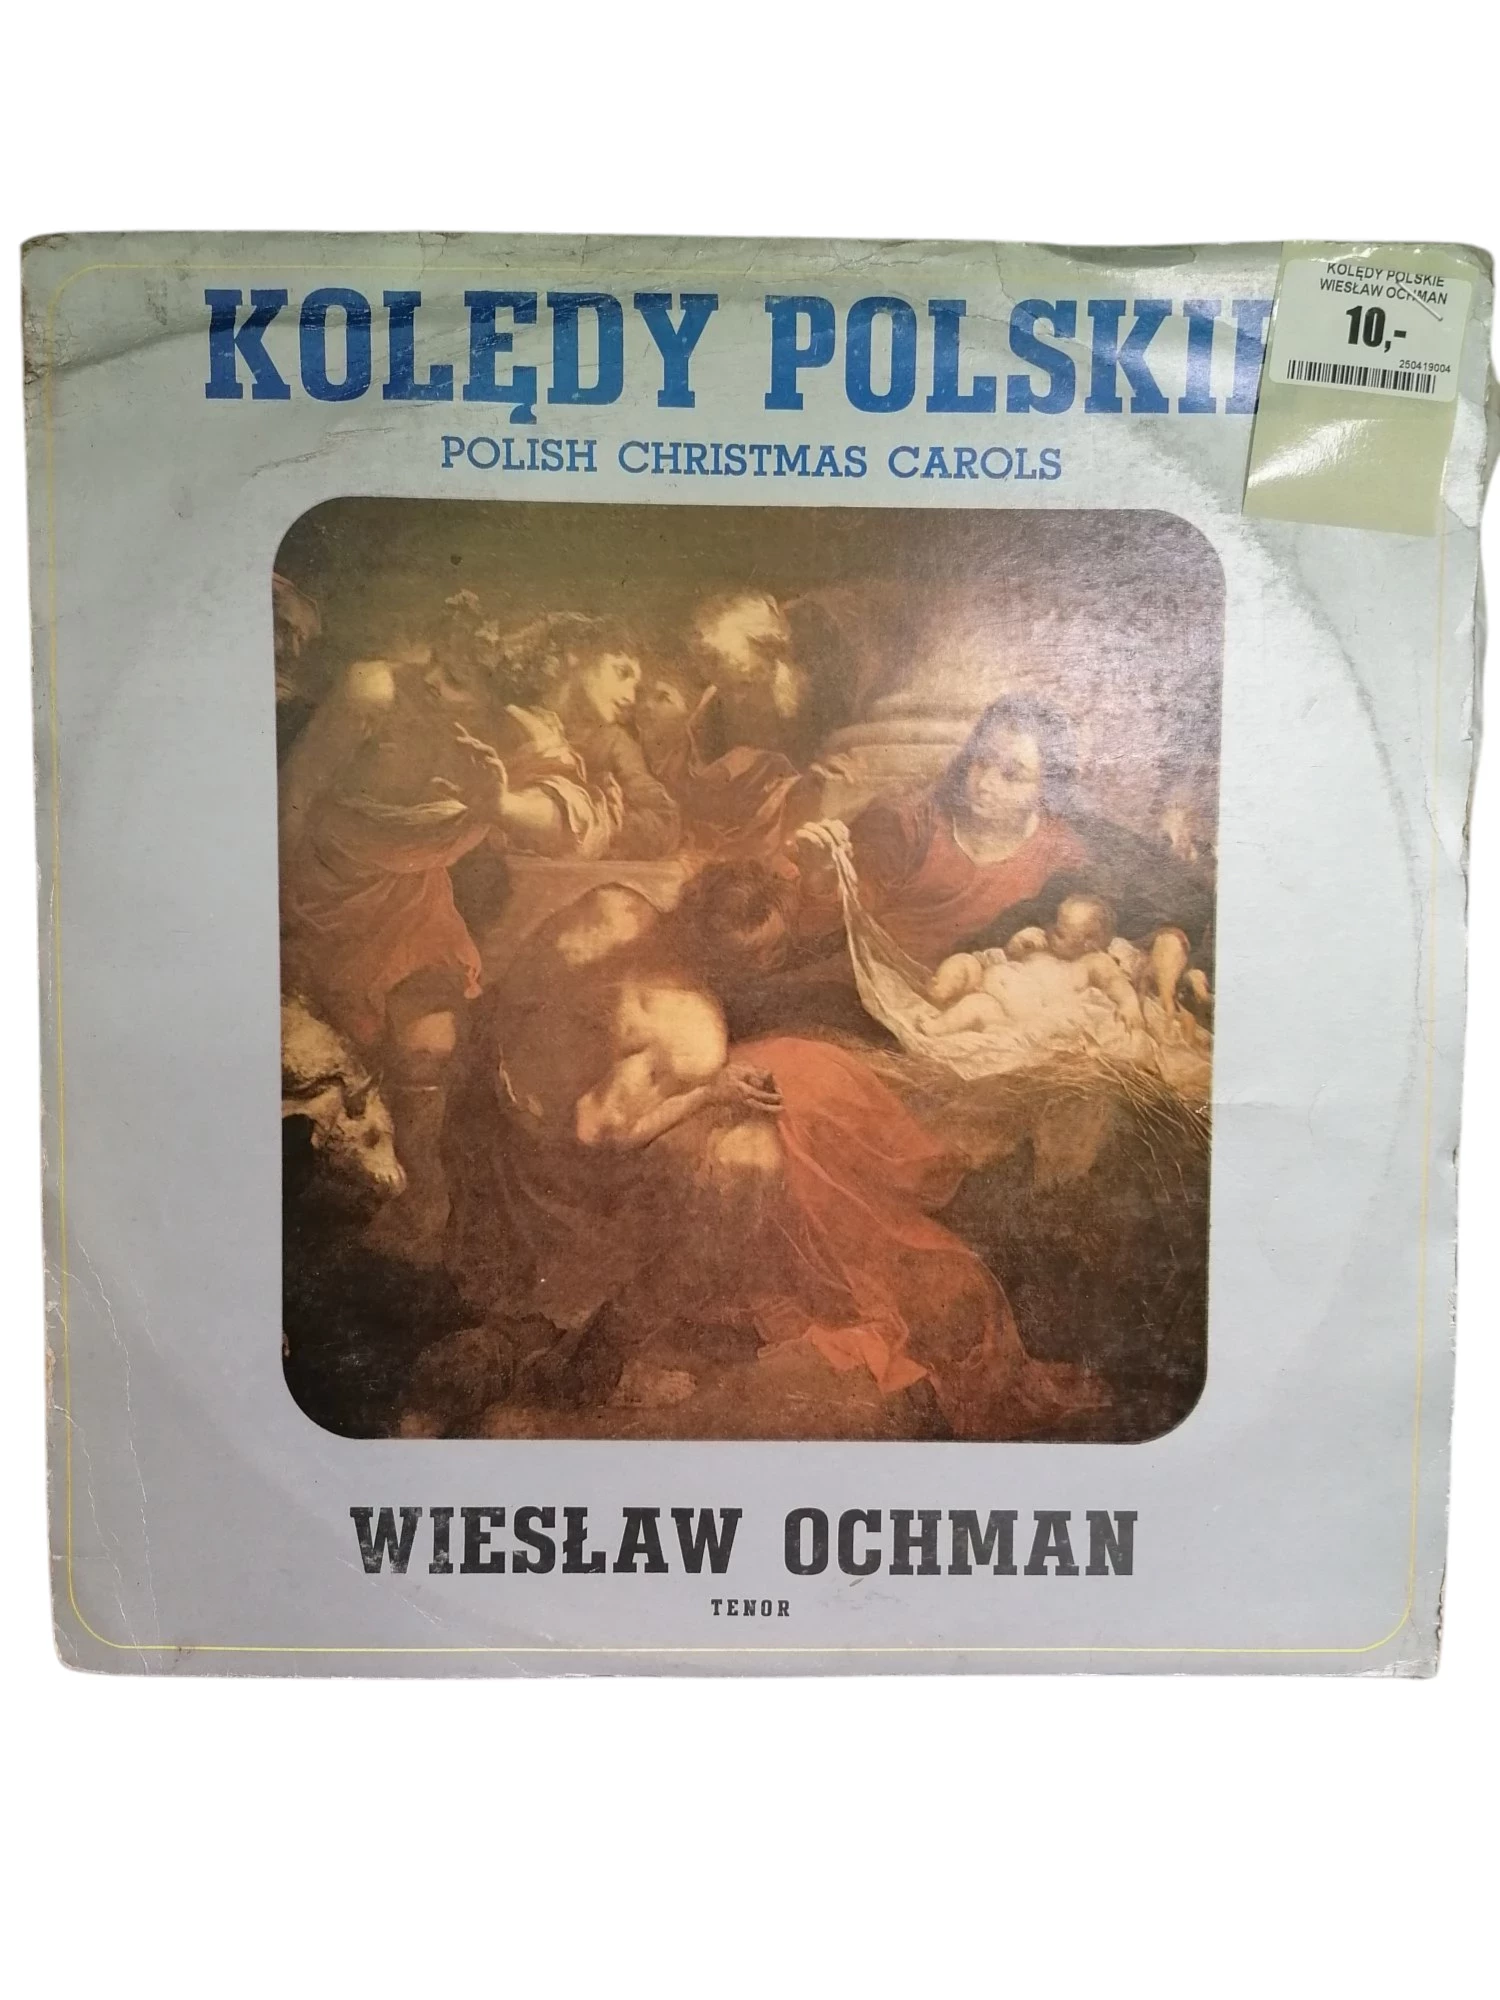 KOLĘDY POLSKIE
POLISH CHRISTMAS CAROLS
KOLĘDY POLSKIE
WIESŁAW OCHMAN
10,-
250419004
WIESŁAW OCHMAN
TENOR